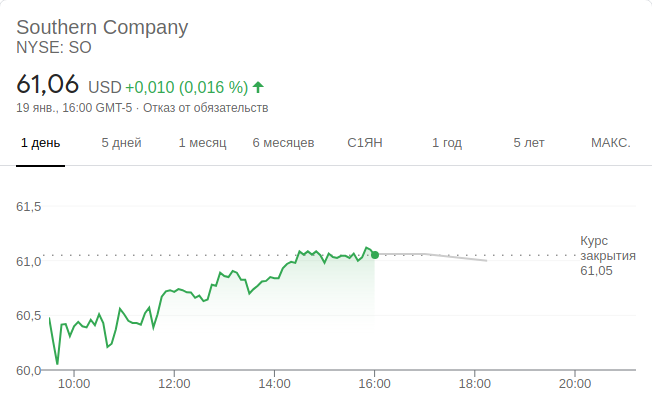 Southern Company
NYSE: SO
61,06 USD +0,010 (0,016 %)
19 янв., 16:00 GMT-5 · Отказ от обязательств
1 день 5 дней 1 месяц 6 месяцев С1ЯН 1 год 5 лет МАКС.
61,5
Курс
закрытия
61,05
61,0
60,5
60,0
10:00 12:00 14:00 16:00 18:00 20:00